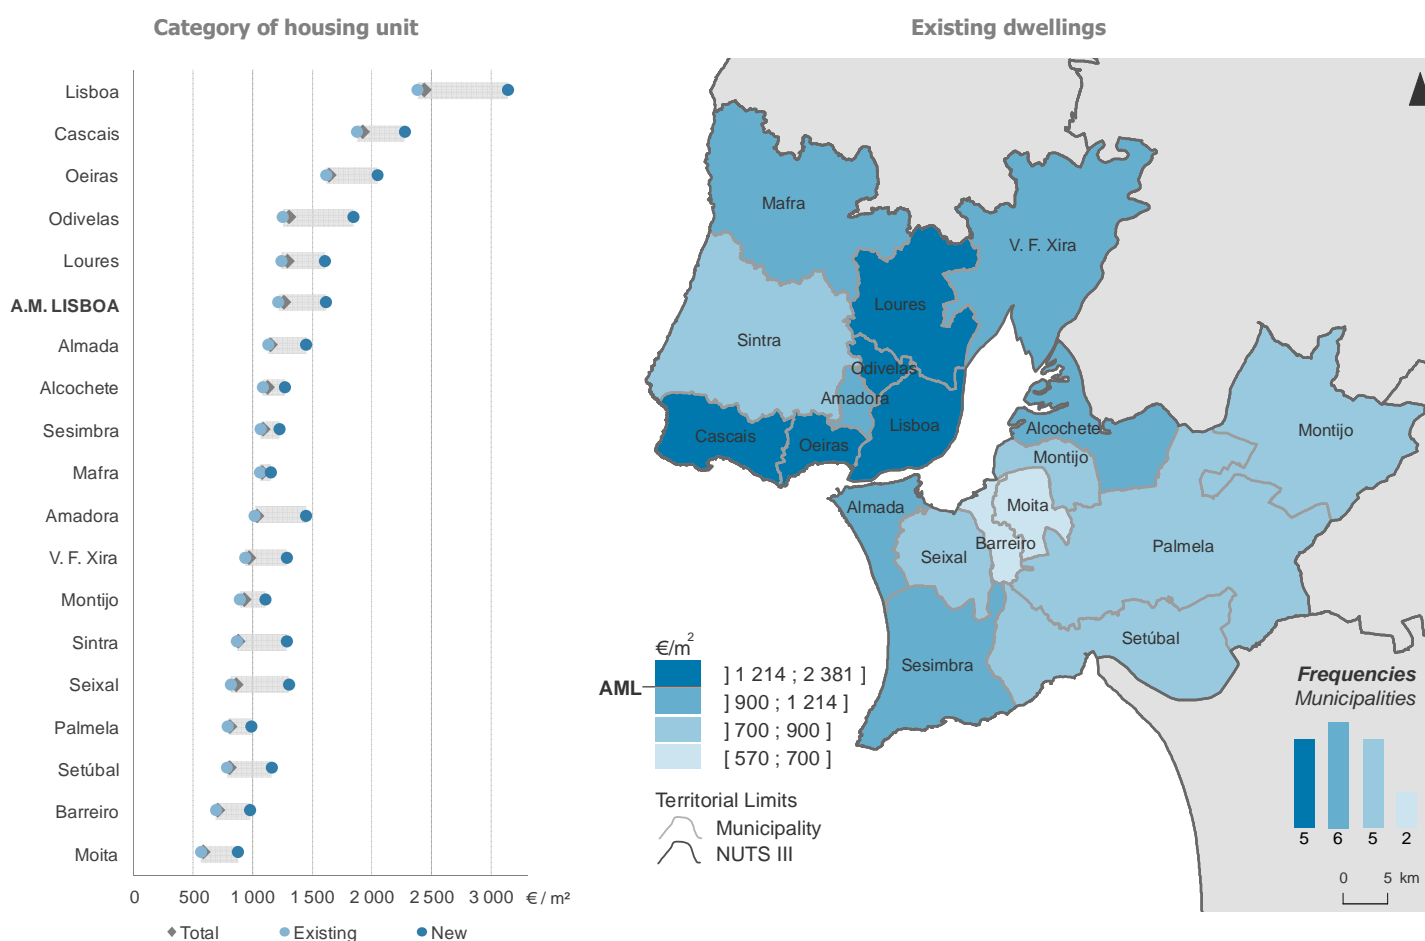 Category of housing unit
Lisboa
Cascais
Oeiras
Odivelas
Loures
A.M. LISBOA
Almada
Alcochete
Sesimbra
Mafra
Amadora
V. F. Xira
Montijo
Sintra
Seixal
Palmela
Setúbal
Barreiro
Moita
0 500 1 000 1 500 2 000 2 500 3 000 € / m²
Total Existing New
Existing dwellings
Mafra
V. F. Xira
Loures
Sintra
Odivelas
Amadora
Lisboa
Cascais
Oeiras
Alcochete
Montijo
Montijo
Almada
Moita
Barreiro
Seixal
Palmela
Setúbal
Sesimbra
€/m²
AML
] 1 214 ; 2 381 ]
] 900 ; 1 214 ]
] 700 ; 900 ]
[ 570 ; 700 ]
Territorial Limits
Municipality
NUTS III
Frequencies
Municipalities
5 6 5 2
0 5 km